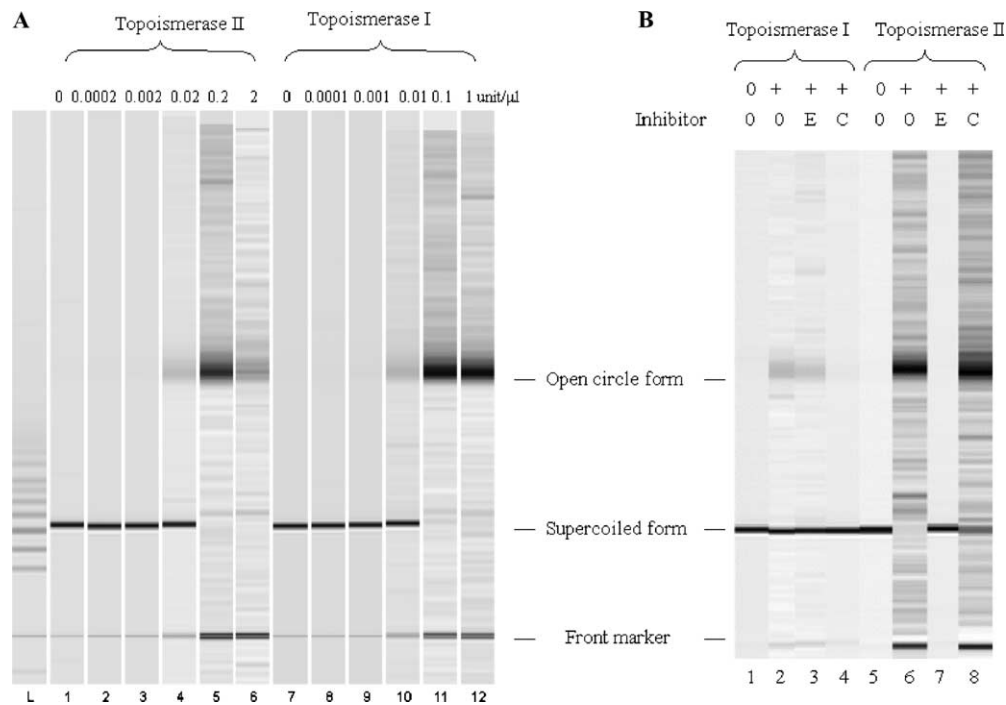 A
Topoismerase II
Topoismerase I
0 0.0002 0.002 0.02 0.2 2
0 0.0001 0.001 0.01 0.1 1 unit/μl
L 1 2 3 4 5 6 7 8 9 10 11 12
Open circle form
Supercoiled form
Front marker
B
Topoismerase I
Topoismerase II
0 + + + 0 + + +
Inhibitor 0 0 E C 0 0 E C
1 2 3 4 5 6 7 8